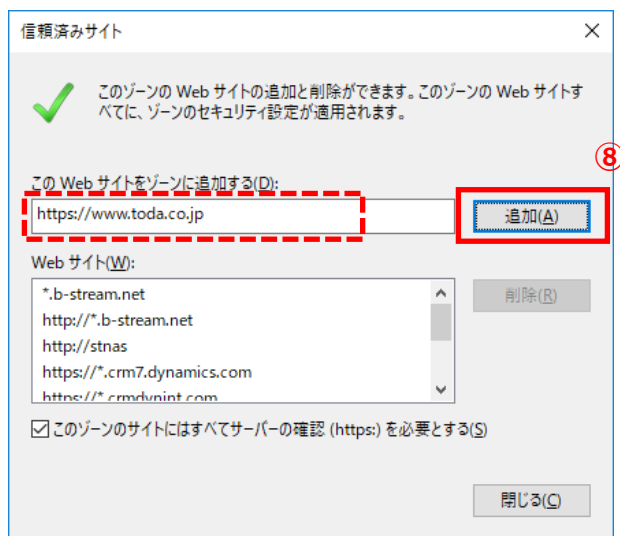 信頼済みサイト
このゾーンの Web サイトの追加と削除ができます。このゾーンの Web サイトす
べてに、ゾーンのセキュリティ設定が適用されます。
⑧
この Web サイトをゾーンに追加する(D):
https://www.toda.co.jp
追加(A)
Web サイト(W):
*.b-stream.net
削除(R)
http://*.b-stream.net
http://stnas
https://*.crm7.dynamics.com
https://*.crmdynint.com
このゾーンのサイトにはすべてサーバーの確認 (https:) を必要とする(S)
閉じる(C)